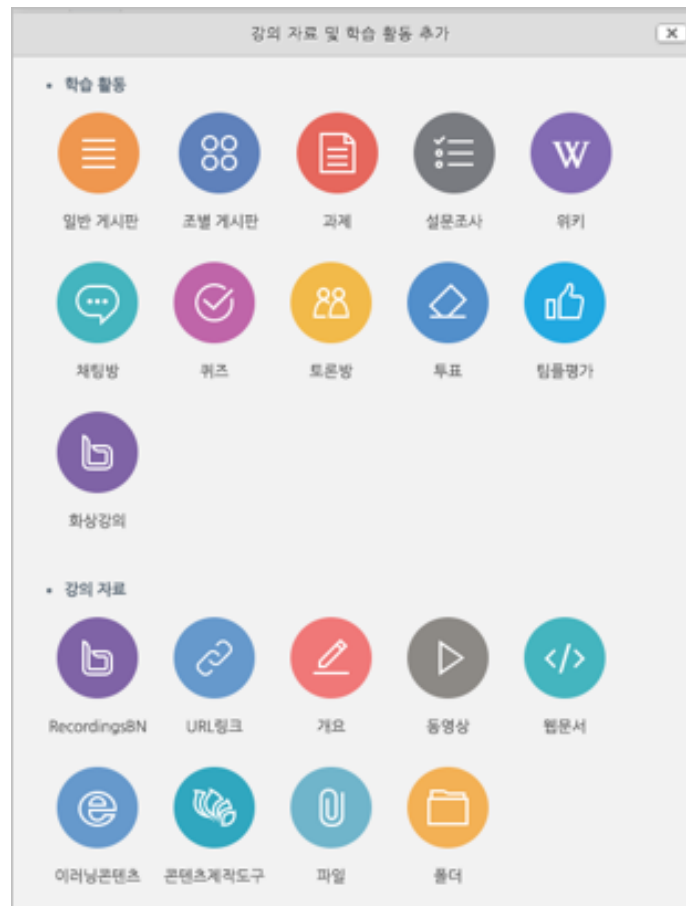 강의 자료 및 학습 활동 추가
• 학습 활동
일반 게시판 조별 게시판 과제 설문조사 위키
채팅방 퀴즈 토론방 투표 팀플평가
화상강의
• 강의 자료
RecordingsBN URL링크 개요 동영상 웹문서
이러닝콘텐츠 콘텐츠제작도구 파일 폴더